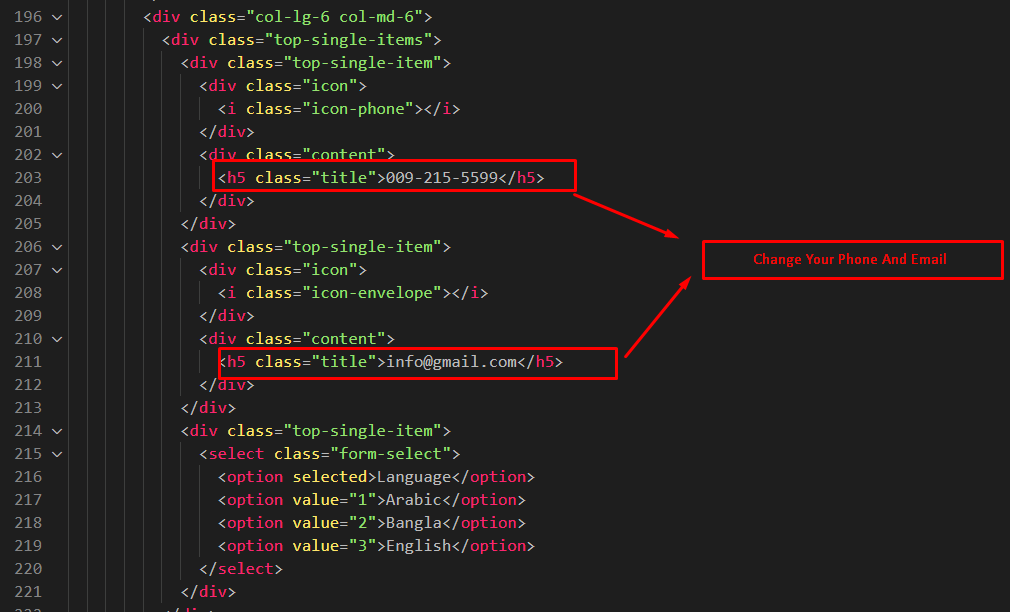 196 <div class="col-lg-6 col-md-6">
197 <div class="top-single-items">
198 <div class="top-single-item">
199 <div class="icon">
200 <i class="icon-phone"></i>
201 </div>
202 <div class="content">
203 <h5 class="title">009-215-5599</h5>
204 </div>
205 </div>
206 <div class="top-single-item">
207 <div class="icon">
208 <i class="icon-envelope"></i>
209 </div>
210 <div class="content">
211 <h5 class="title">info@gmail.com</h5>
212 </div>
213 </div>
214 <div class="top-single-item">
215 <select class="form-select">
216 <option selected>Language</option>
217 <option value="1">Arabic</option>
218 <option value="2">Bangla</option>
219 <option value="3">English</option>
220 </select>
221 </div>
Change Your Phone And Email